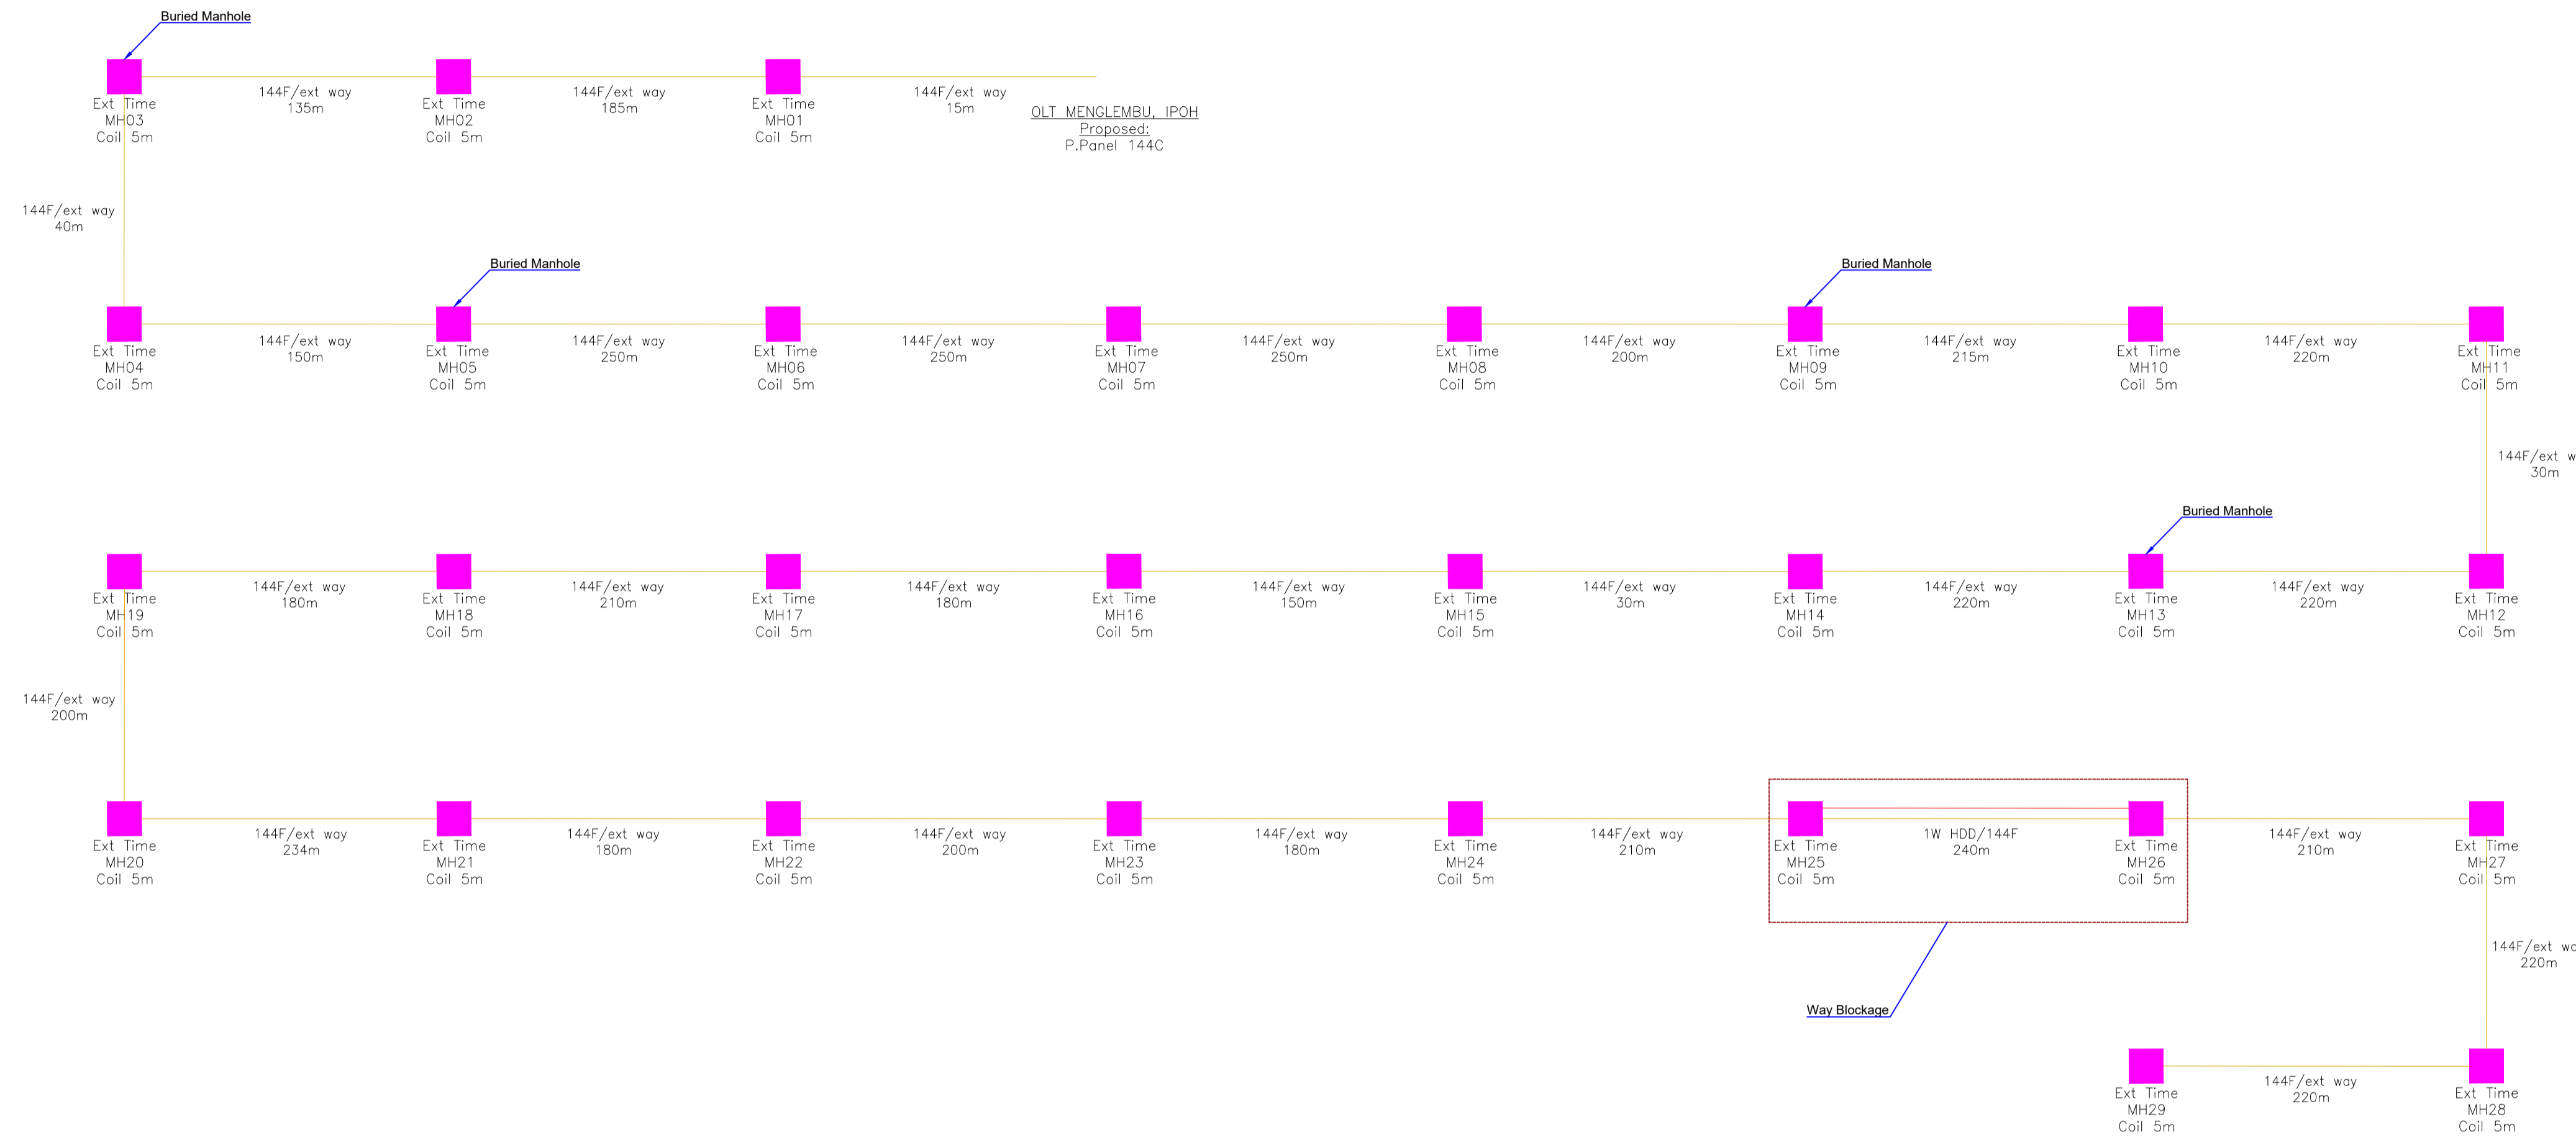 Buried Manhole
Ext Time
MH03
Coil 5m
144F/ext way
135m
Ext Time
MH02
Coil 5m
144F/ext way
185m
Ext Time
MH01
Coil 5m
144F/ext way
15m
OLT MENGLEMBU, IPOH
Proposed:
P.Panel 144C
144F/ext way
40m
Buried Manhole
Buried Manhole
Ext Time
MH04
Coil 5m
144F/ext way
150m
Ext Time
MH05
Coil 5m
144F/ext way
250m
Ext Time
MH06
Coil 5m
144F/ext way
250m
Ext Time
MH07
Coil 5m
144F/ext way
250m
Ext Time
MH08
Coil 5m
144F/ext way
200m
Ext Time
MH09
Coil 5m
144F/ext way
215m
Ext Time
MH10
Coil 5m
144F/ext way
220m
Ext Time
MH11
Coil 5m
144F/ext w
30m
Buried Manhole
Ext Time
MH19
Coil 5m
144F/ext way
180m
Ext Time
MH18
Coil 5m
144F/ext way
210m
Ext Time
MH17
Coil 5m
144F/ext way
180m
Ext Time
MH16
Coil 5m
144F/ext way
150m
Ext Time
MH15
Coil 5m
144F/ext way
30m
Ext Time
MH14
Coil 5m
144F/ext way
220m
Ext Time
MH13
Coil 5m
144F/ext way
220m
Ext Time
MH12
Coil 5m
144F/ext way
200m
Ext Time
MH20
Coil 5m
144F/ext way
234m
Ext Time
MH21
Coil 5m
144F/ext way
180m
Ext Time
MH22
Coil 5m
144F/ext way
200m
Ext Time
MH23
Coil 5m
144F/ext way
180m
Ext Time
MH24
Coil 5m
144F/ext way
210m
Ext Time
MH25
Coil 5m
1W HDD/144F
240m
Ext Time
MH26
Coil 5m
144F/ext way
210m
Ext Time
MH27
Coil 5m
144F/ext wa
220m
Way Blockage
Ext Time
MH29
Coil 5m
144F/ext way
220m
Ext Time
MH28
Coil 5m